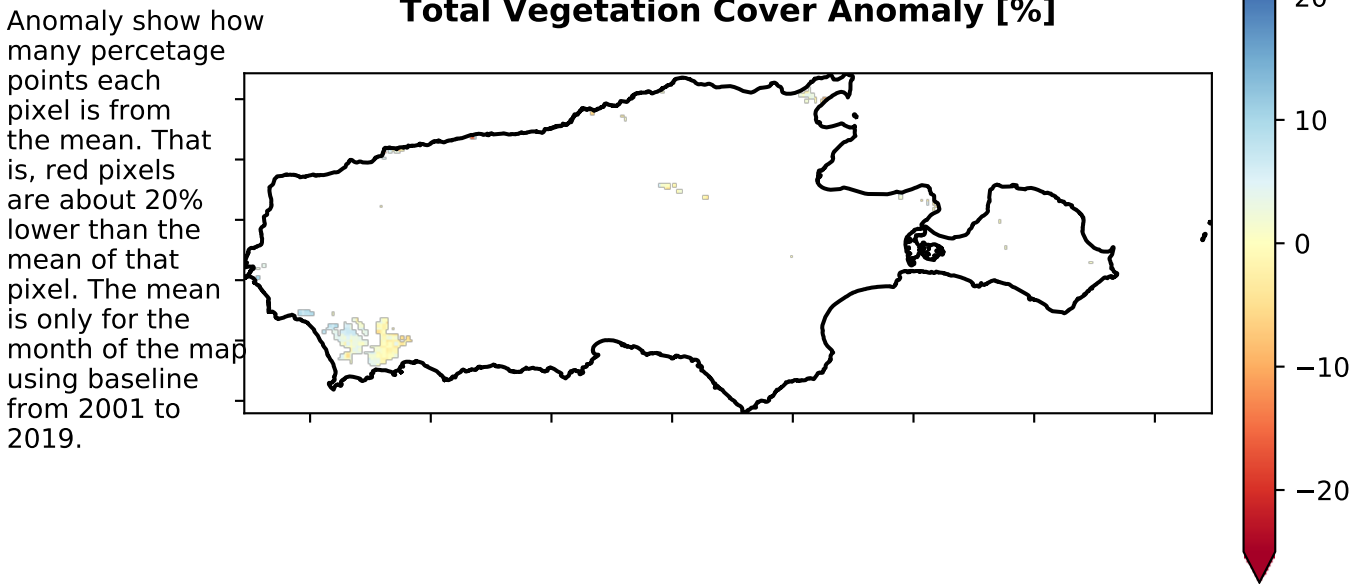 Total Vegetation Cover Anomaly [%]
Anomaly show how
many percetage
points each
pixel is from
the mean. That
is, red pixels
are about 20%
lower than the
mean of that
pixel. The mean
is only for the
month of the map
using baseline
from 2001 to
2019.
20
10
0
−10
−20